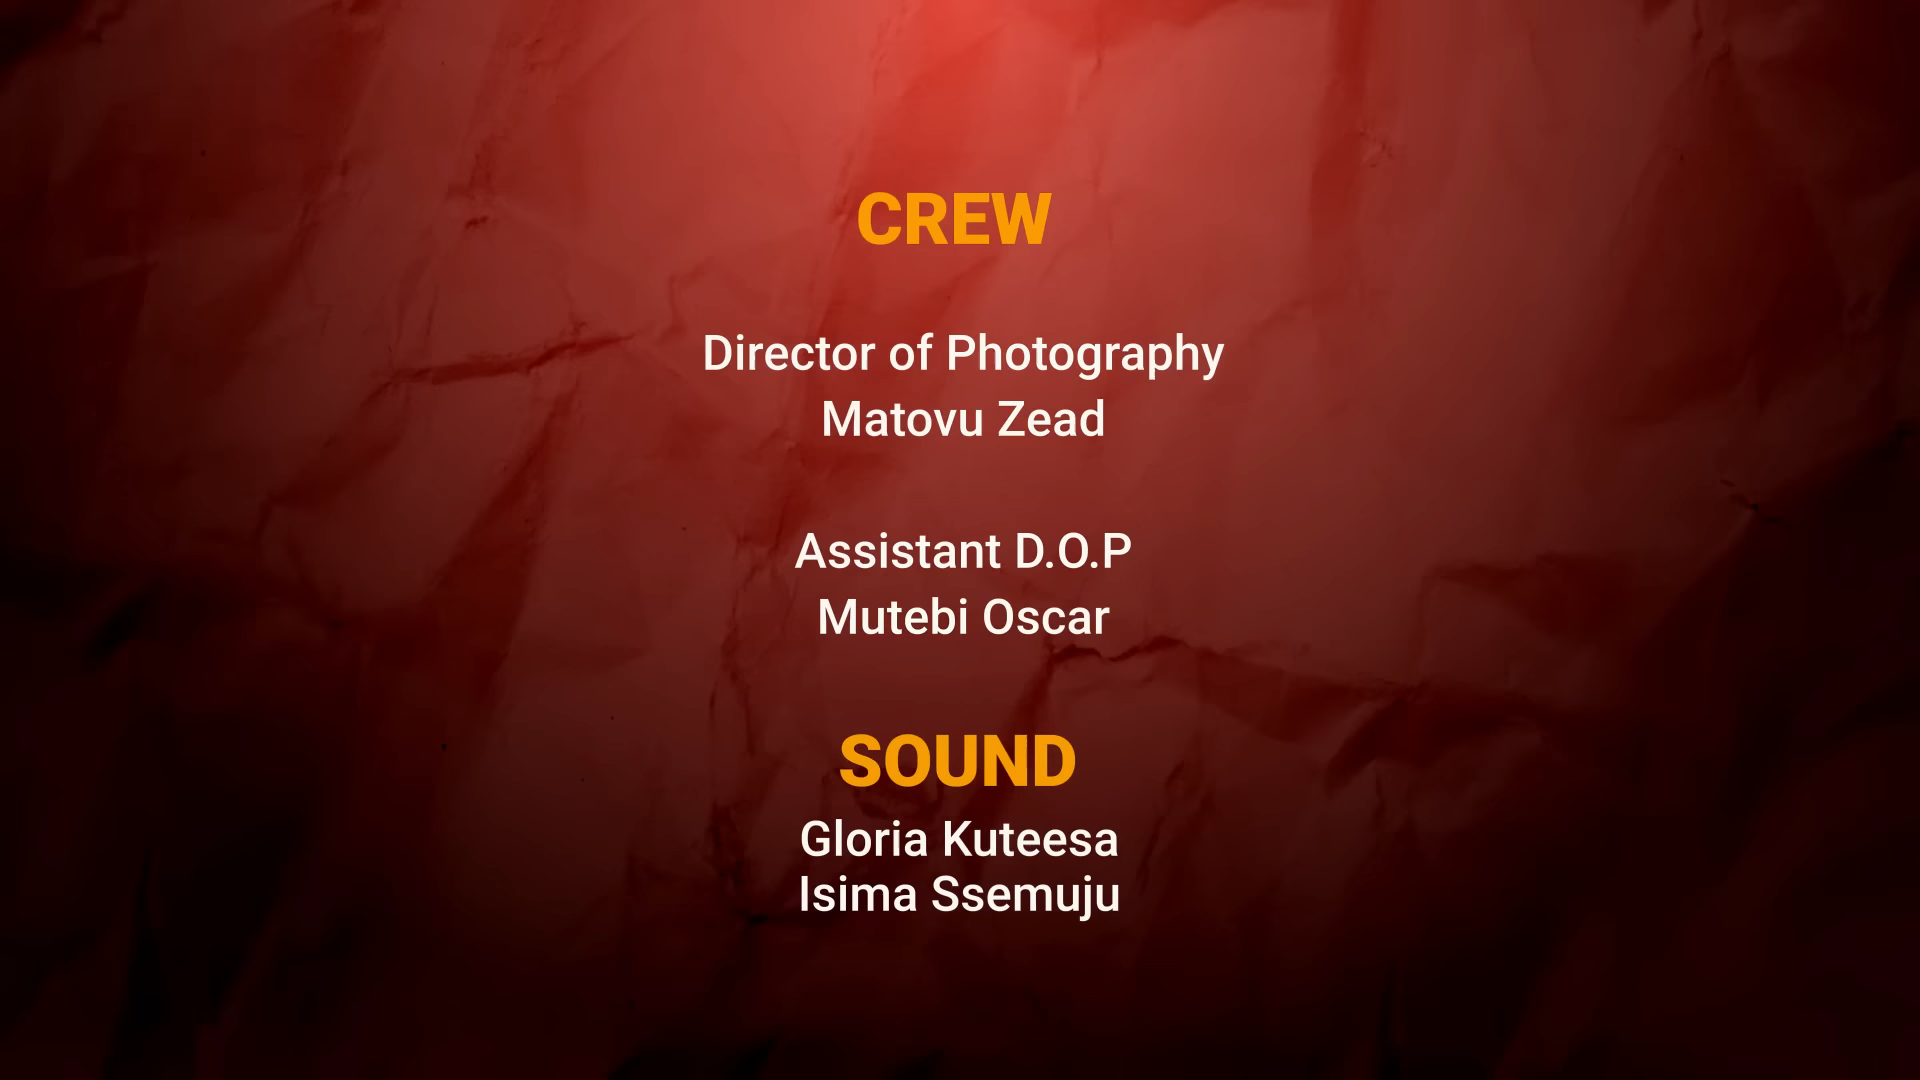 CREW
Director of Photography
Matovu Zead
Assistant D.O.P
Mutebi Oscar
SOUND
Gloria Kuteesa
Isima Ssemuju